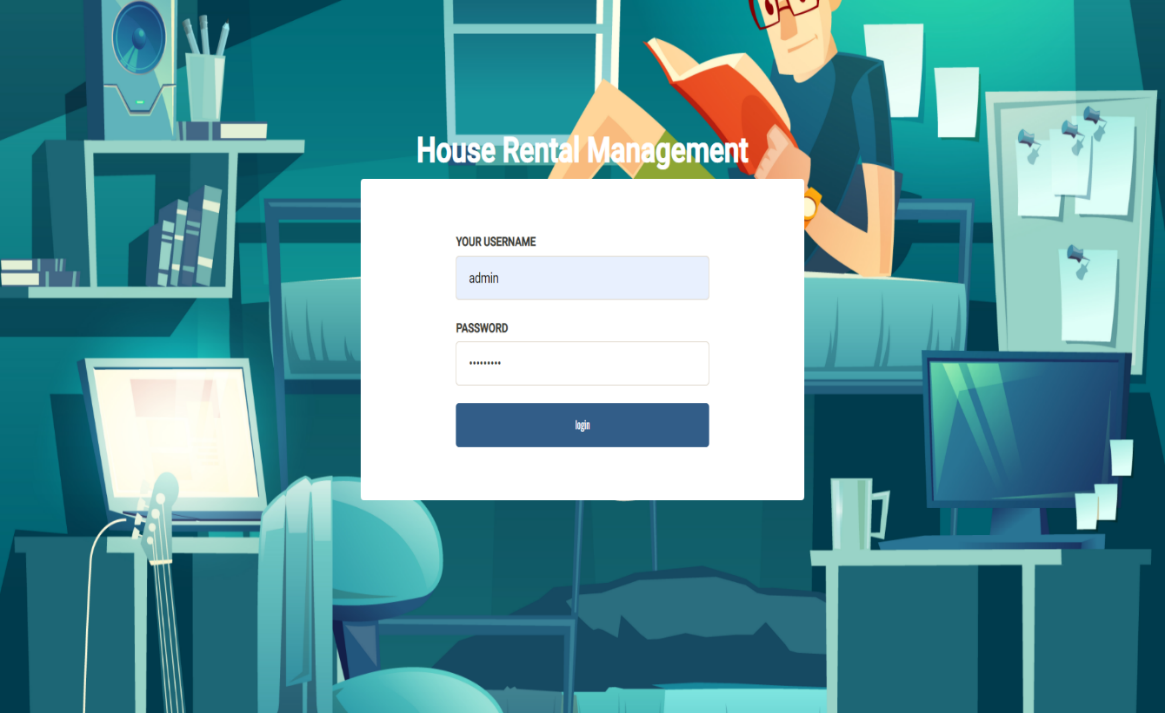 House Rental Management
YOUR USERNAME
admin
PASSWORD
•••••••••
login